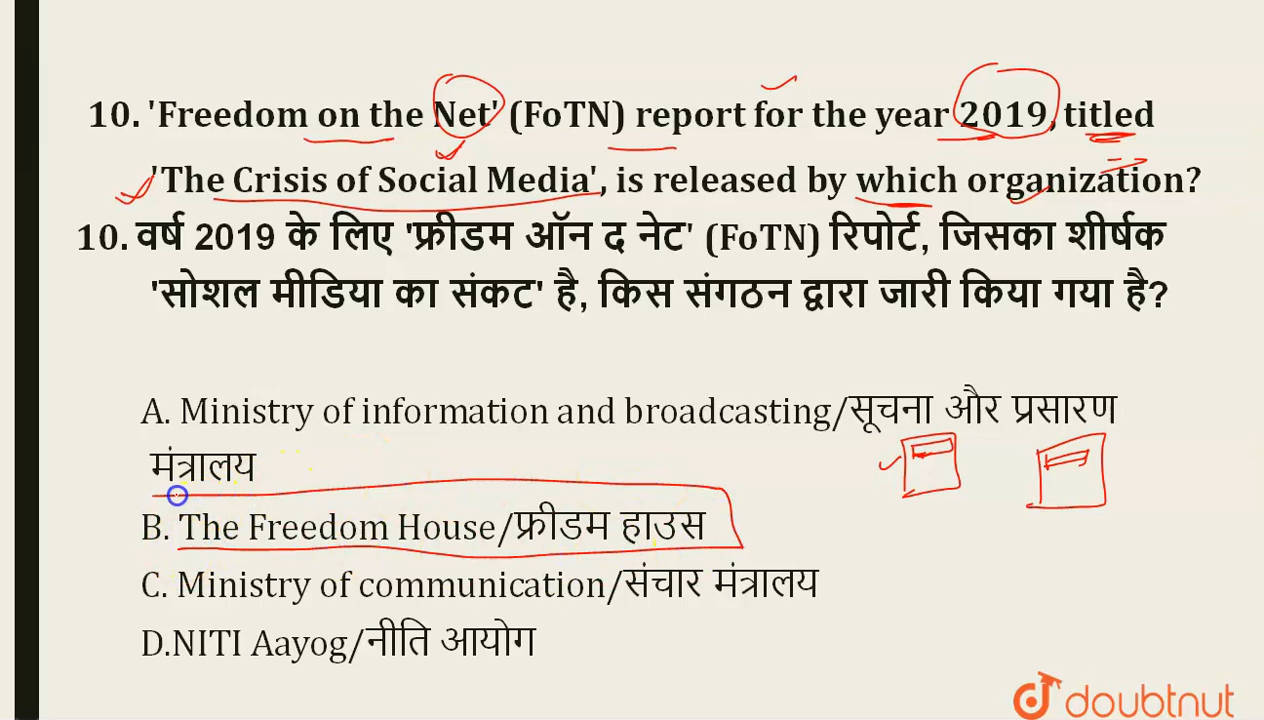 10. 'Freedom on the Net' (FoTN) report for the year 2019, titled
'The Crisis of Social Media', is released by which organization?
10. वर्ष 2019 के लिए 'फ्रीडम ऑन द नेट' (FoTN) रिपोर्ट, जिसका शीर्षक
'सोशल मीडिया का संकट' है, किस संगठन द्वारा जारी किया गया है?
A. Ministry of information and broadcasting/सूचना और प्रसारण
मंत्रालय
B. The Freedom House/फ्रीडम हाउस
C. Ministry of communication/संचार मंत्रालय
D.NITI Aayog/नीति आयोग
doubtnut